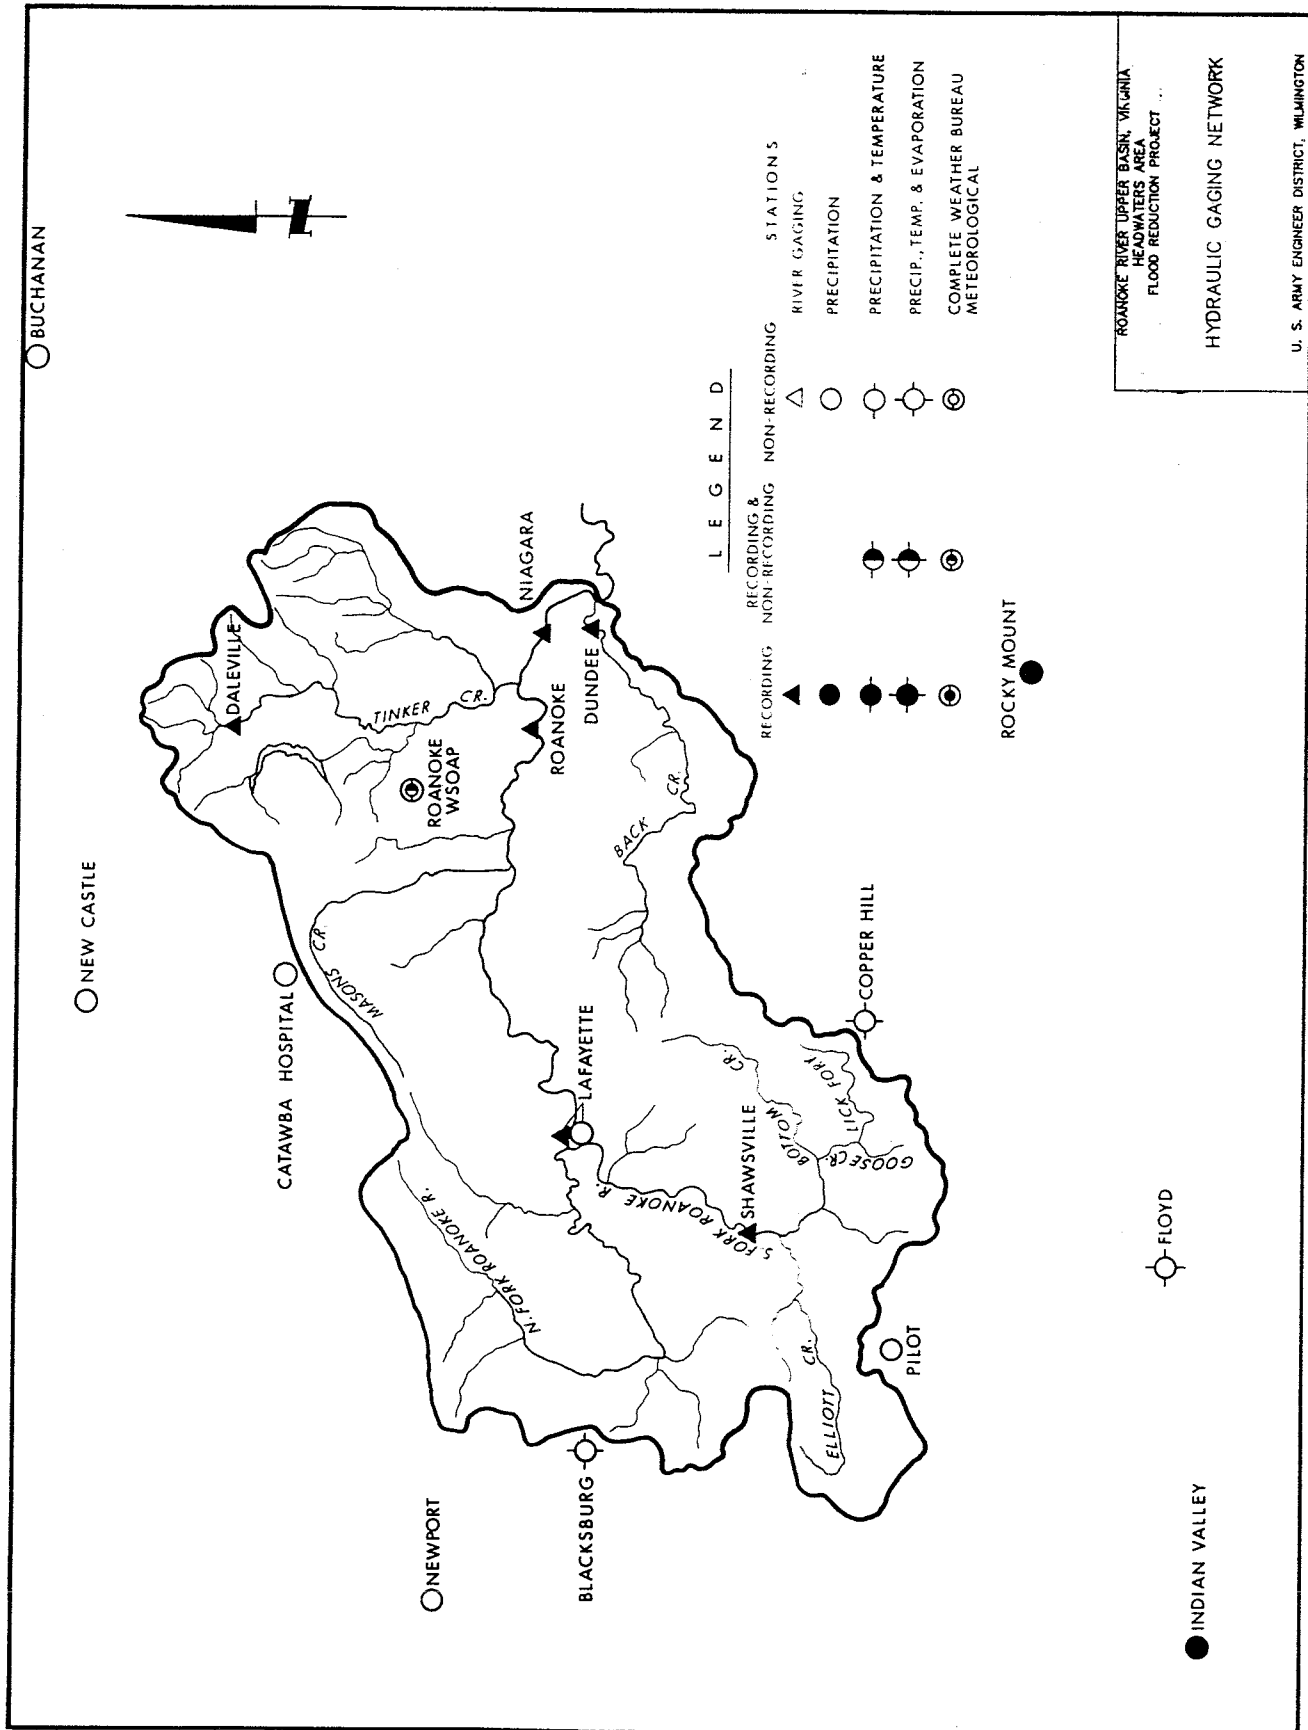 BUCHANAN
NEW CASTLE
CATAWBA HOSPITAL
NEWPORT
BLACKSBURG
DALEVILLE
TINKER CR.
ROANOKE
WSOAP
NIAGARA
ROANOKE
DUNDEE
MASONS CR.
BACK CR.
LAFAYETTE
N. FORK ROANOKE R.
S. FORK ROANOKE R.
SHAWSVILLE
BOTTOM CR.
LICK FORK
GOOSE CR.
ELLIOTT CR.
COPPER HILL
PILOT
FLOYD
INDIAN VALLEY
ROCKY MOUNT
N
LEGEND
RECORDING
RECORDING &
NON-RECORDING
NON-RECORDING
STATIONS
RIVER GAGING
PRECIPITATION
PRECIPITATION & TEMPERATURE
PRECIP., TEMP. & EVAPORATION
COMPLETE WEATHER BUREAU
METEOROLOGICAL
ROANOKE RIVER UPPER BASIN, VIRGINIA
HEADWATERS AREA
FLOOD REDUCTION PROJECT
HYDRAULIC GAGING NETWORK
U. S. ARMY ENGINEER DISTRICT, WILMINGTON